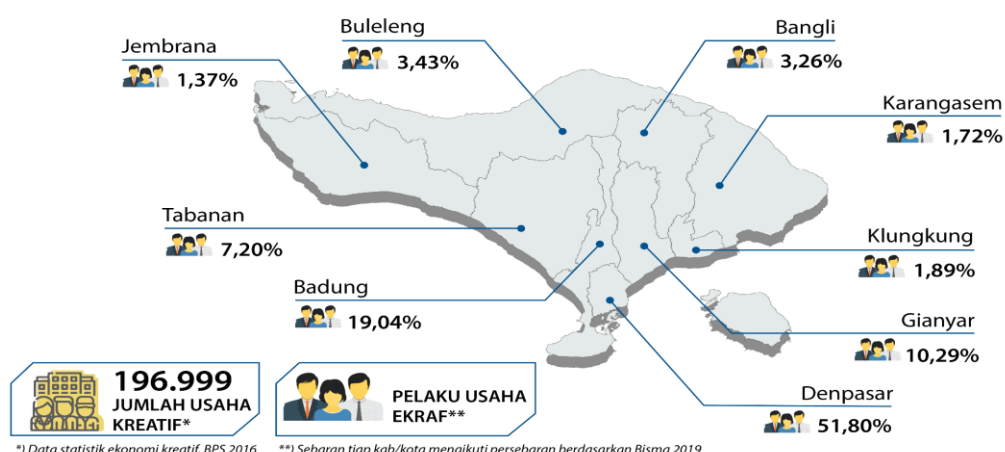 Buleleng
3,43%
Bangli
3,26%
Jembrana
1,37%
Karangasem
1,72%
Tabanan
7,20%
Klungkung
1,89%
Badung
19,04%
Gianyar
10,29%
Denpasar
51,80%
196.999
JUMLAH USAHA
KREATIF*
PELAKU USAHA
EKRAF**
*) Data statistik ekonomi kreatif, BPS 2016
**) Sebaran tiap kab/kota mengikuti persebaran berdasarkan Bisma 2019